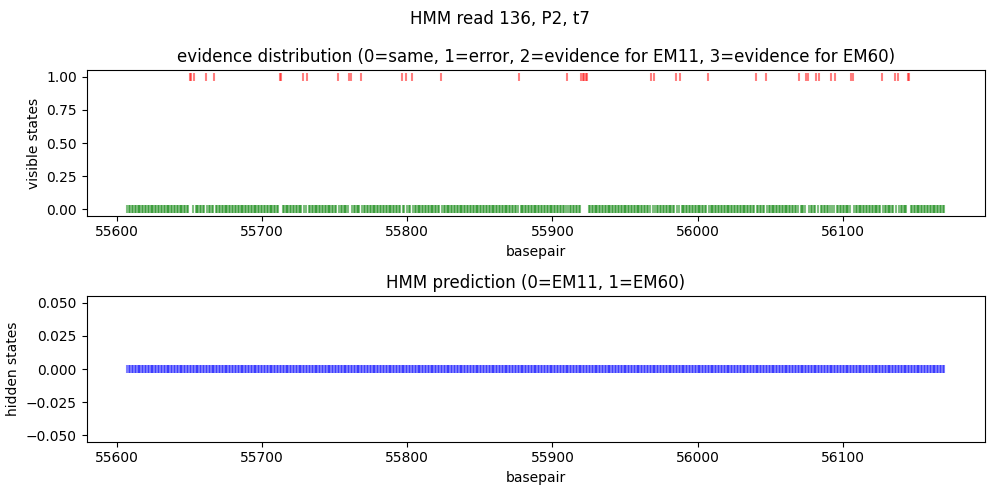 HMM read 136, P2, t7
evidence distribution (0=same, 1=error, 2=evidence for EM11, 3=evidence for EM60)
1.00
0.75
0.50
0.25
0.00
visible states
55600 55700 55800 55900 56000 56100
basepair
HMM prediction (0=EM11, 1=EM60)
0.050
0.025
0.000
−0.025
−0.050
hidden states
55600 55700 55800 55900 56000 56100
basepair